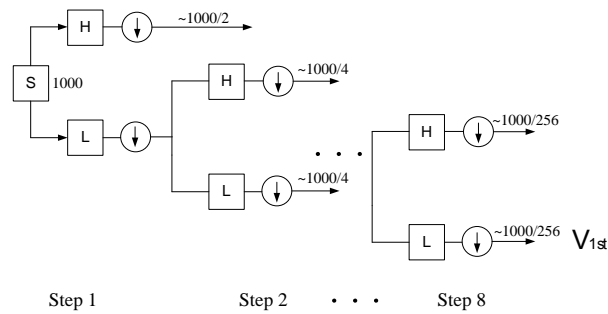 H ~1000/2
S 1000
H ~1000/4
L
H ~1000/256
. . .
L ~1000/4
L ~1000/256 V1st
Step 1 Step 2 . . . Step 8